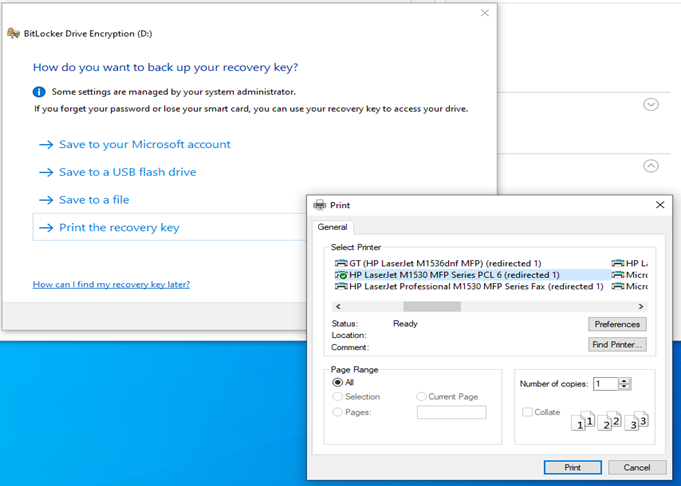 BitLocker Drive Encryption (D:)
How do you want to back up your recovery key?
Some settings are managed by your system administrator.
If you forget your password or lose your smart card, you can use your recovery key to access your drive.
Save to your Microsoft account
Save to a USB flash drive
Save to a file
Print the recovery key
How can I find my recovery key later?
Print
General
Select Printer
GT (HP LaserJet M1536dnf MFP) (redirected 1)
HP LaserJet M1530 MFP Series PCL 6 (redirected 1)
HP LaserJet Professional M1530 MFP Series Fax (redirected 1)
HP L
Micro
Micro
Status: Ready
Location:
Comment:
Preferences
Find Printer...
Page Range
All
Selection Current Page
Pages:
Number of copies: 1
Collate
1 1 2 2 3 3
Print Cancel